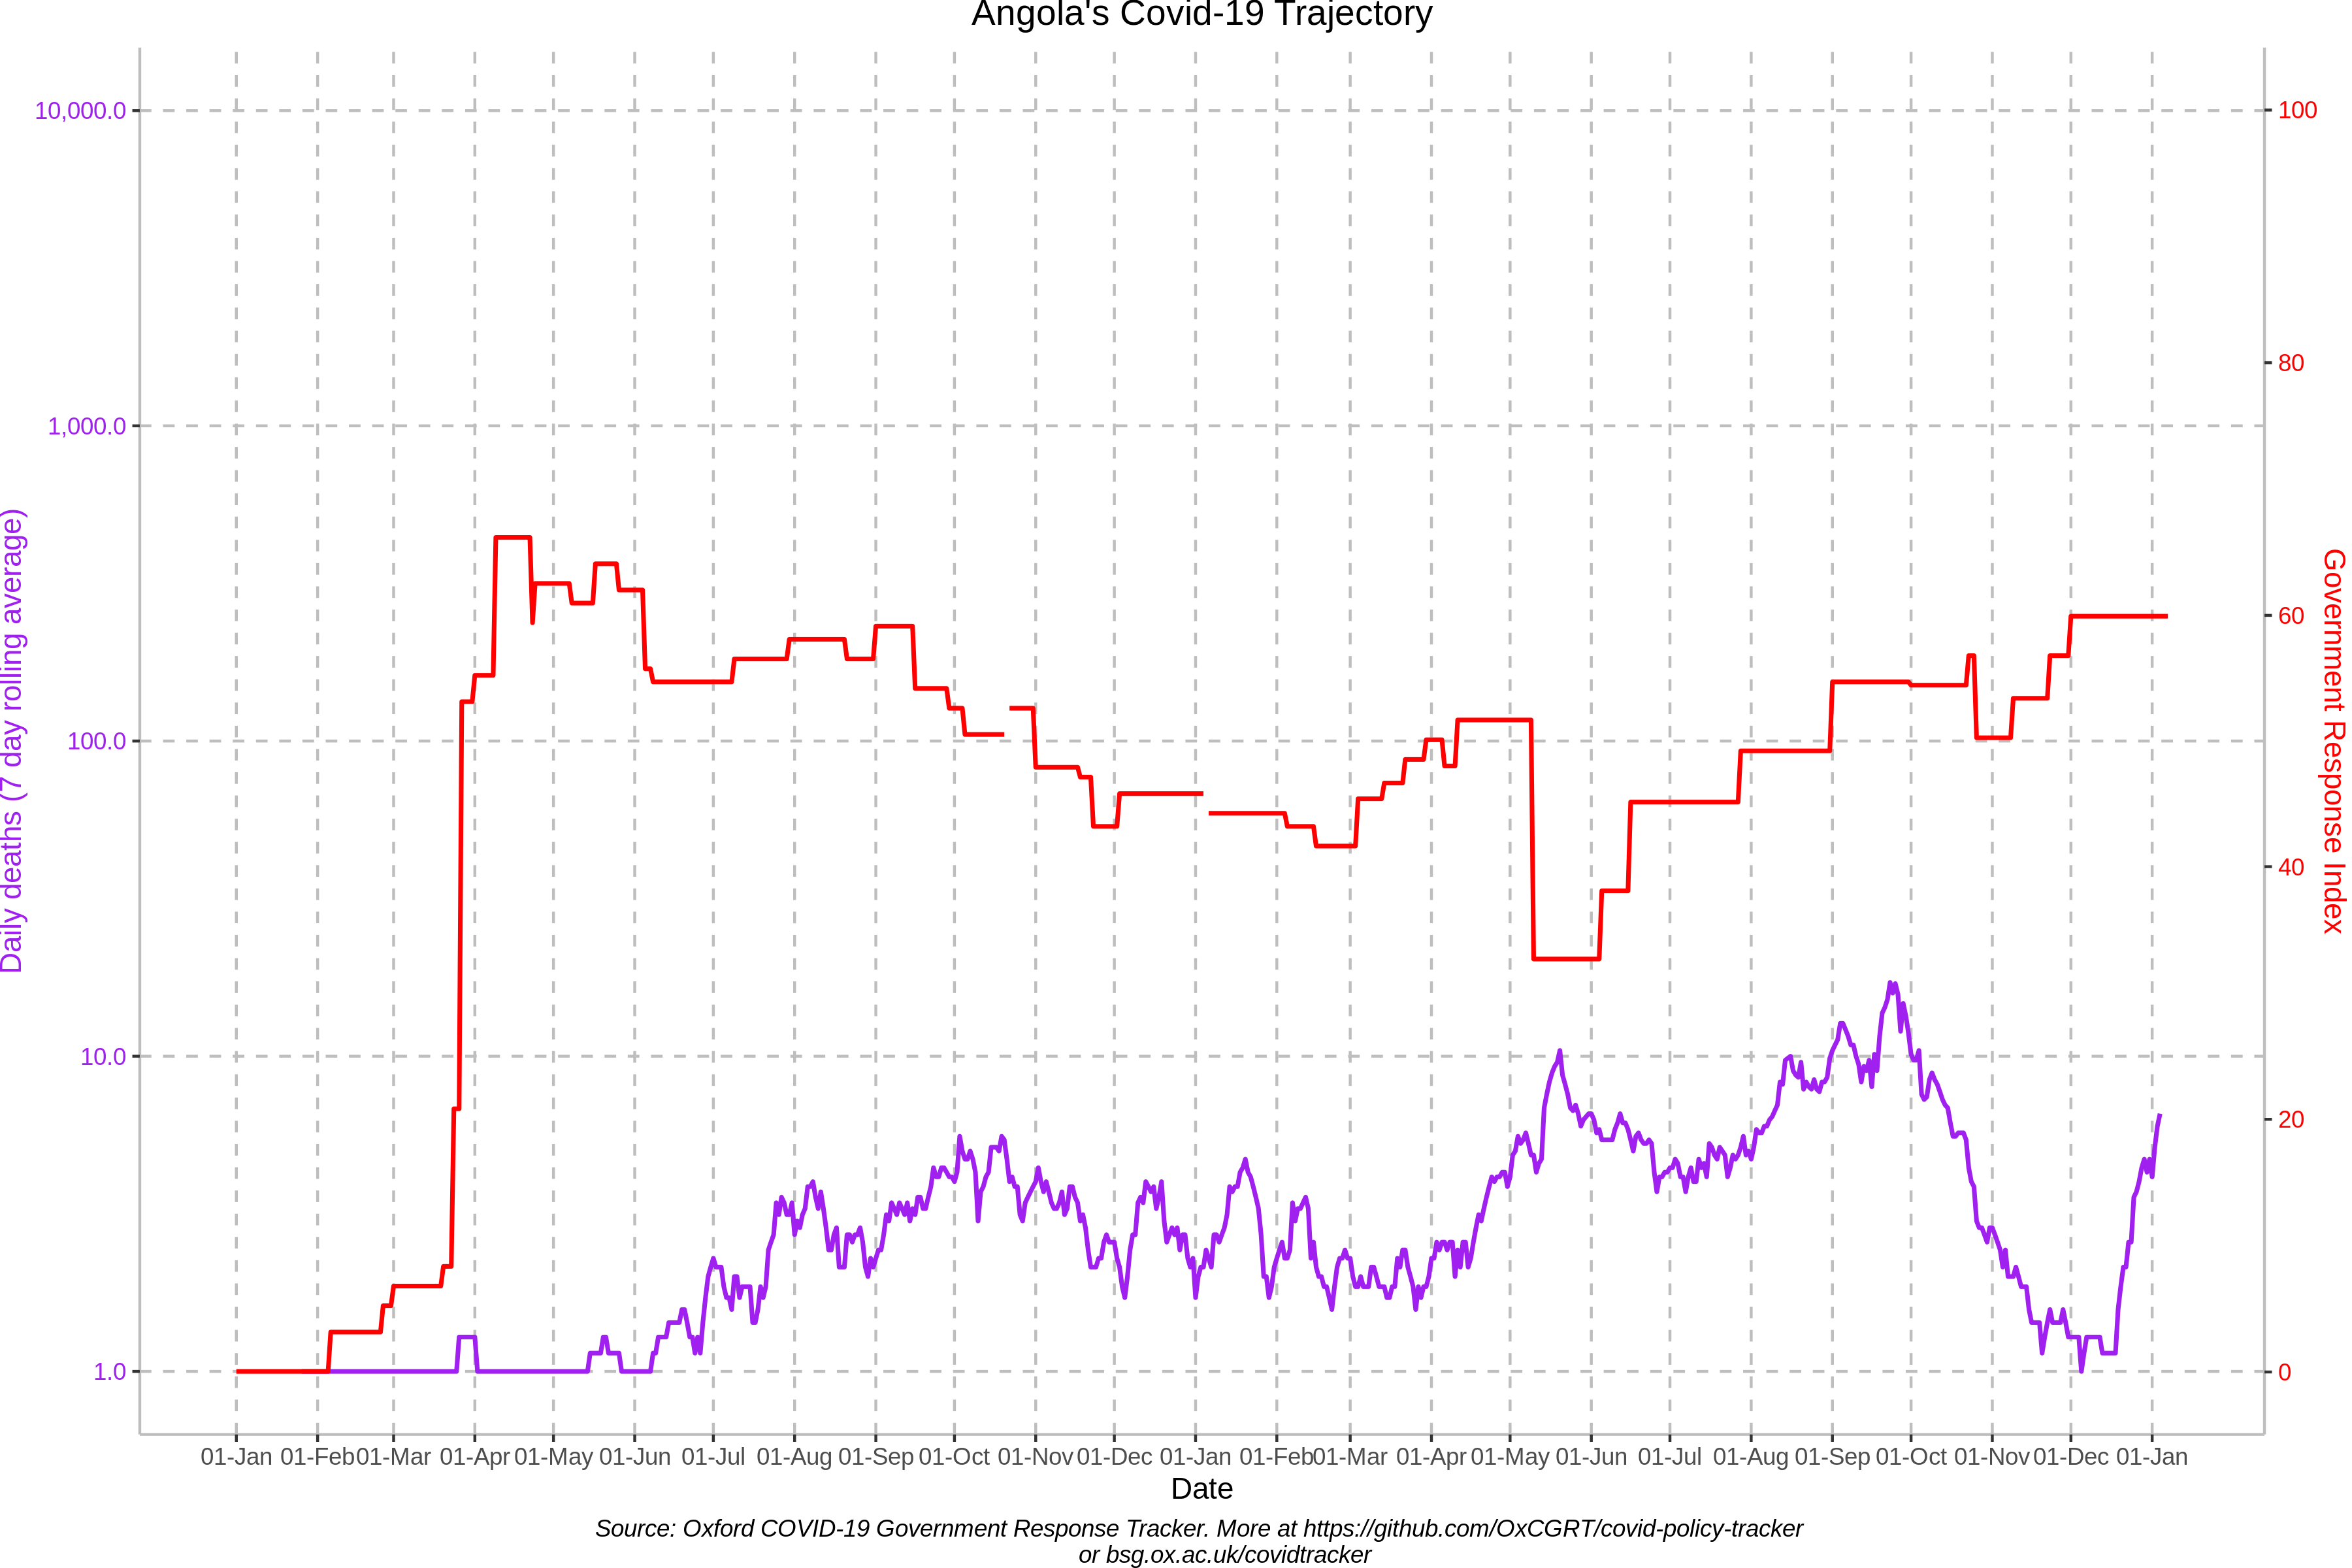 Angola's Covid-19 Trajectory
10,000.0
1,000.0
100.0
10.0
1.0
Daily deaths (7 day rolling average)
100
80
60
40
20
0
Government Response Index
01-Jan 01-Feb 01-Mar 01-Apr 01-May 01-Jun 01-Jul 01-Aug 01-Sep 01-Oct 01-Nov 01-Dec 01-Jan 01-Feb 01-Mar 01-Apr 01-May 01-Jun 01-Jul 01-Aug 01-Sep 01-Oct 01-Nov 01-Dec 01-Jan
Date
Source: Oxford COVID-19 Government Response Tracker. More at https://github.com/OxCGRT/covid-policy-tracker
or bsg.ox.ac.uk/covidtracker